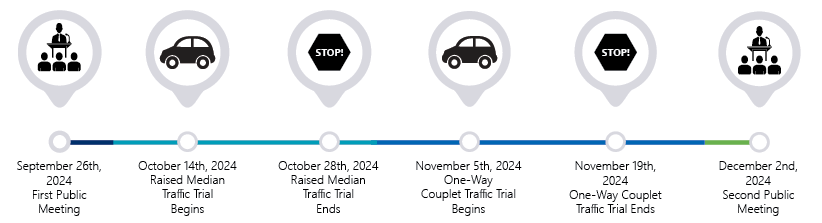 STOP!
STOP!
September 26th,
2024
First Public
Meeting
October 14th, 2024
Raised Median
Traffic Trial
Begins
October 28th, 2024
Raised Median
Traffic Trial
Ends
November 5th, 2024
One-Way
Couplet Traffic Trial
Begins
November 19th,
2024
One-Way Couplet
Traffic Trial Ends
December 2nd,
2024
Second Public
Meeting